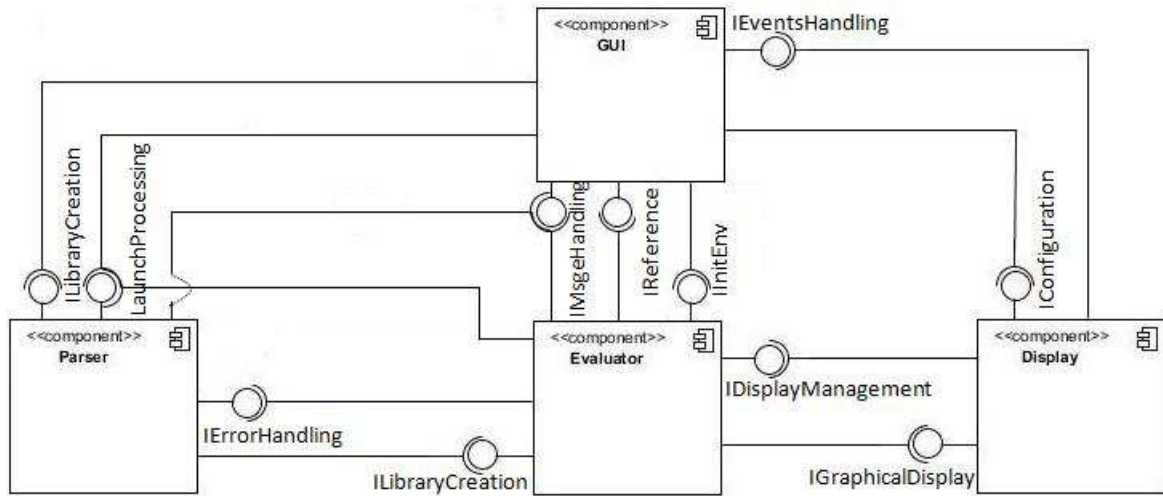 <<component>>
GUI
IEventsHandling
ILibraryCreation
LaunchProcessing
IMsgeHandling
IReference
IInitEnv
IConfiguration
<<component>>
Parser
<<component>>
Evaluator
<<component>>
Display
IDisplayManagement
IErrorHandling
ILibraryCreation
IGraphicalDisplay